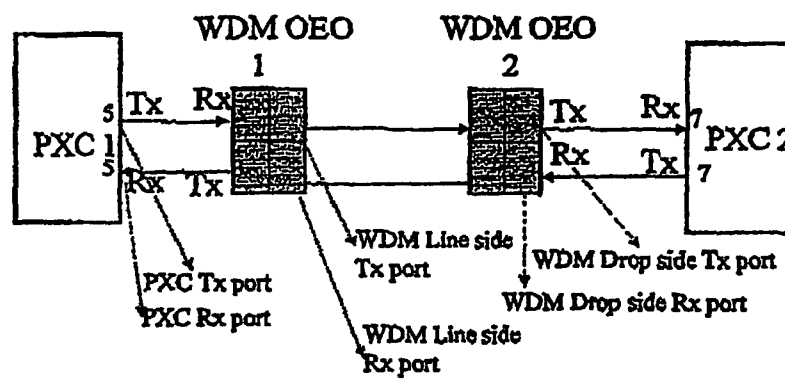 WDM OEO
1
WDM OEO
2
5 Tx
Rx
Tx
Rx 7
PXC 1
Rx
Tx
PXC 2
5
Rx
Tx
7
WDM Line side
Tx port
WDM Drop side Tx port
PXC Tx port
WDM Drop side Rx port
PXC Rx port
WDM Line side
Rx port